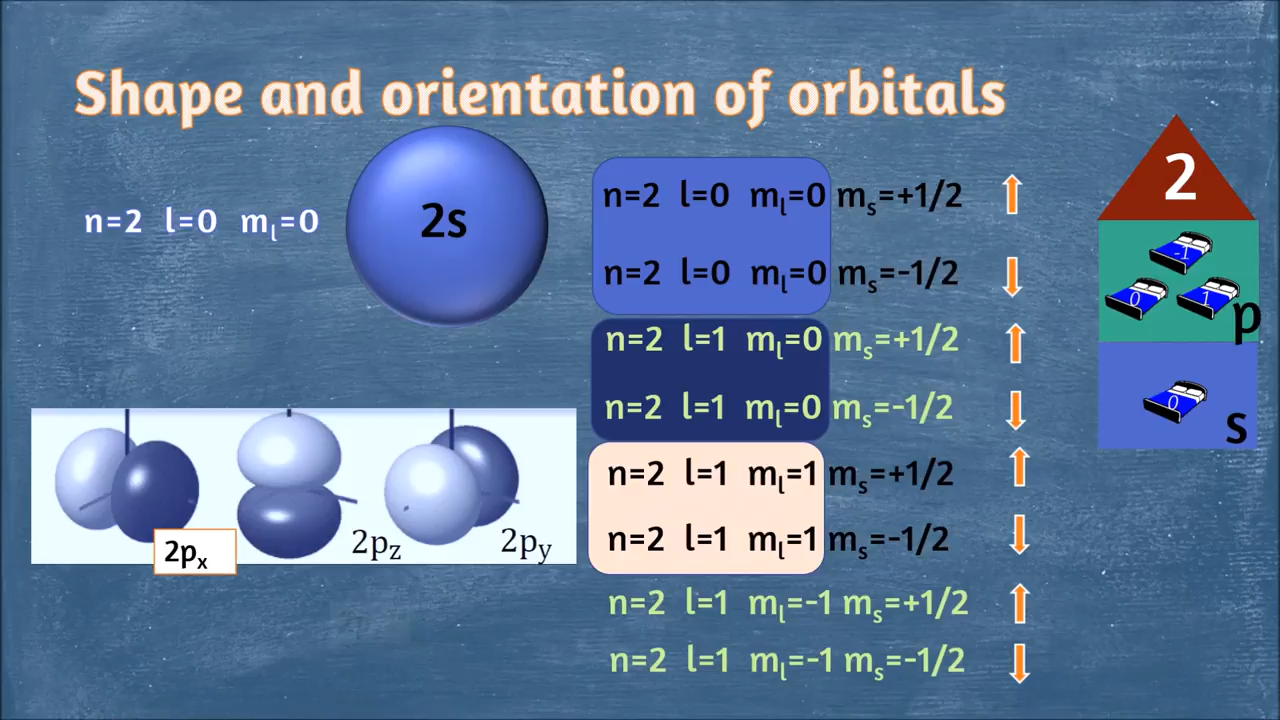 Shape and orientation of orbitals
n=2 l=0 mₗ=0
2s
n=2 l=0 mₗ=0 mₛ=+1/2
n=2 l=0 mₗ=0 mₛ=-1/2
n=2 l=1 mₗ=0 mₛ=+1/2
n=2 l=1 mₗ=0 mₛ=-1/2
n=2 l=1 mₗ=1 mₛ=+1/2
n=2 l=1 mₗ=1 mₛ=-1/2
n=2 l=1 mₗ=-1 mₛ=+1/2
n=2 l=1 mₗ=-1 mₛ=-1/2
2pₓ
2p_z
2p_y
2
-1
0 1
p
0
s